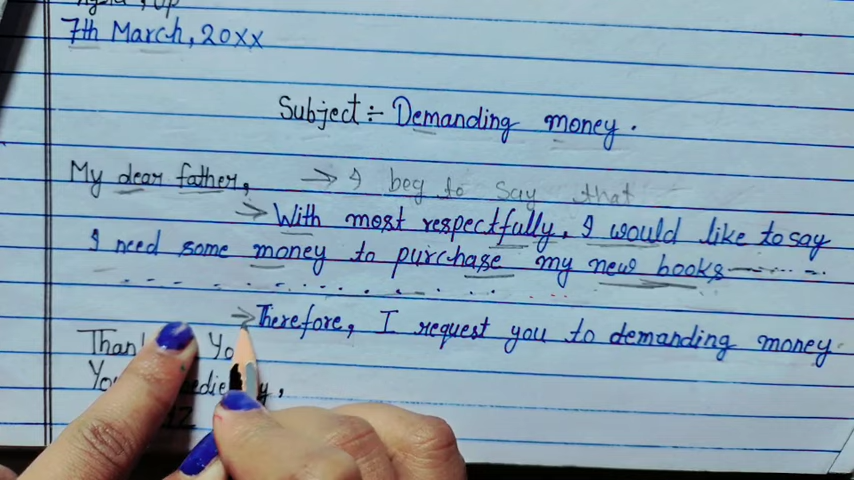 7th March, 20XX
Subject ÷ Demanding money.
My dear father, → I beg to say that
→ With most respectfully, I would like to say
I need some money to purchase my new books
→ Therefore, I request you to demanding money.